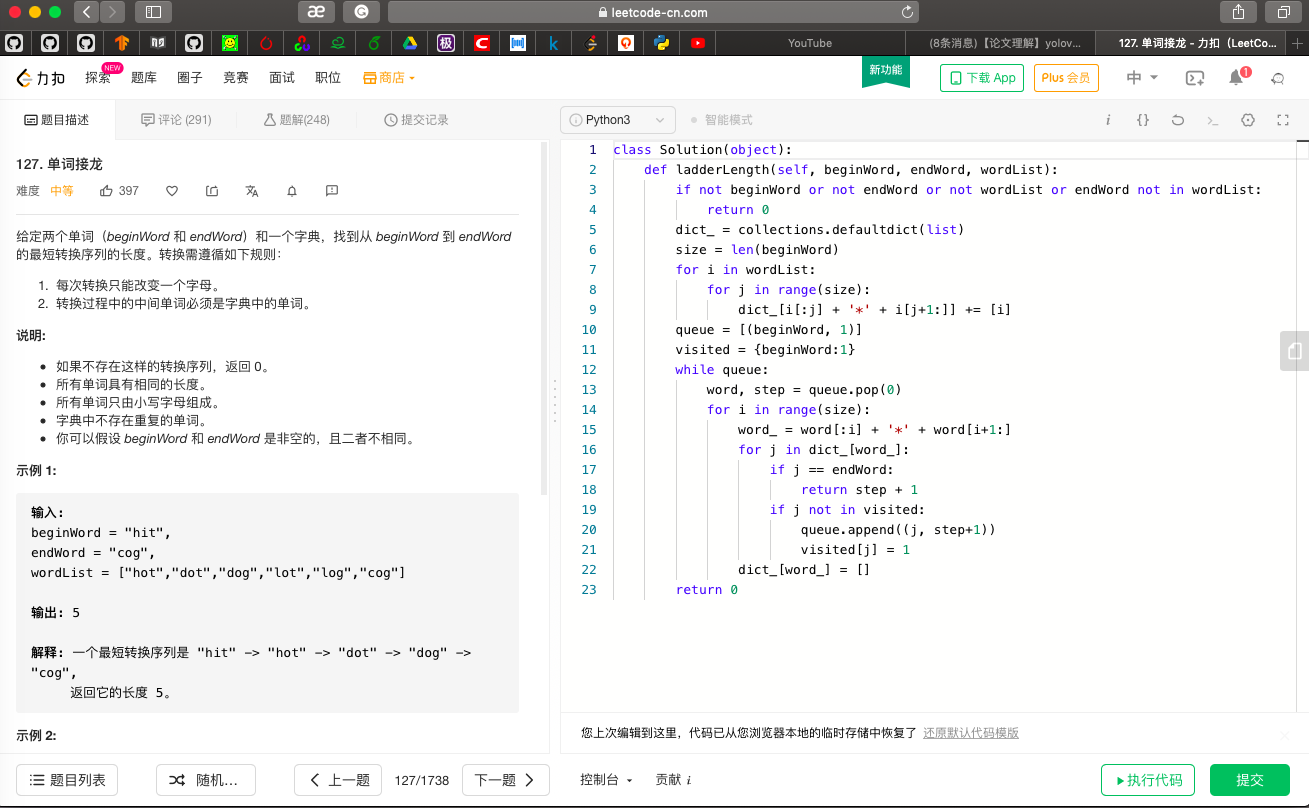 leetcode-cn.com
YouTube
(8条消息)【论文理解】yolov...
127. 单词接龙 - 力扣（LeetCo...
力扣
探索
NEW
题库
圈子
竞赛
面试
职位
商店
新功能
下载 App
Plus 会员
中
1
题目描述
评论 (291)
题解(248)
提交记录
127. 单词接龙
难度 中等 397
给定两个单词（beginWord 和 endWord）和一个字典，找到从 beginWord 到 endWord
的最短转换序列的长度。转换需遵循如下规则：
1. 每次转换只能改变一个字母。
2. 转换过程中的中间单词必须是字典中的单词。
说明:
• 如果不存在这样的转换序列，返回 0。
• 所有单词具有相同的长度。
• 所有单词只由小写字母组成。
• 字典中不存在重复的单词。
• 你可以假设 beginWord 和 endWord 是非空的，且二者不相同。
示例 1:
输入:
beginWord = "hit",
endWord = "cog",
wordList = ["hot","dot","dog","lot","log","cog"]
输出: 5
解释: 一个最短转换序列是 "hit" -> "hot" -> "dot" -> "dog" ->
"cog",
返回它的长度 5。
示例 2:
Python3
智能模式
1 class Solution(object):
2 def ladderLength(self, beginWord, endWord, wordList):
3 if not beginWord or not endWord or not wordList or endWord not in wordList:
4 return 0
5 dict_ = collections.defaultdict(list)
6 size = len(beginWord)
7 for i in wordList:
8 for j in range(size):
9 dict_[i[:j] + '*' + i[j+1:]] += [i]
10 queue = [(beginWord, 1)]
11 visited = {beginWord:1}
12 while queue:
13 word, step = queue.pop(0)
14 for i in range(size):
15 word_ = word[:i] + '*' + word[i+1:]
16 for j in dict_[word_]:
17 if j == endWord:
18 return step + 1
19 if j not in visited:
20 queue.append((j, step+1))
21 visited[j] = 1
22 dict_[word_] = []
23 return 0
您上次编辑到这里，代码已从您浏览器本地的临时存储中恢复了 还原默认代码模版
题目列表
随机...
上一题
127/1738
下一题
控制台
贡献 i
执行代码
提交